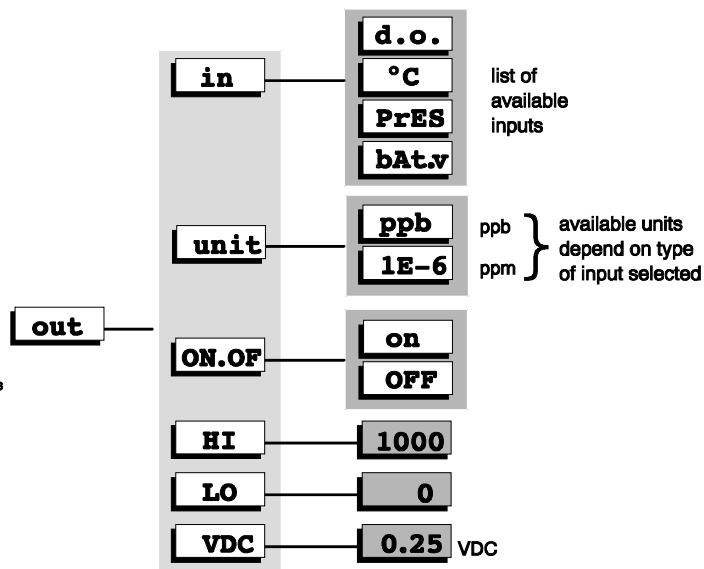 out
in
d.o.
°C
PrES
bAt.v
list of
available
inputs
unit
ppb
1E-6
ppb
ppm
available units
depend on type
of input selected
ON.OF
on
OFF
HI
1000
LO
0
VDC
0.25 VDC